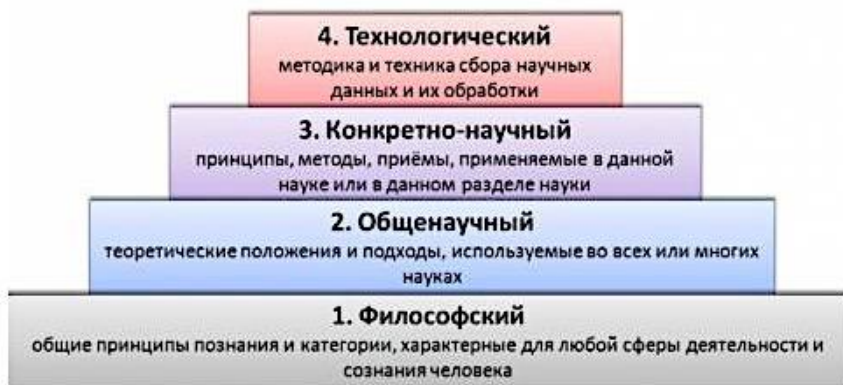 4. Технологический
методика и техника сбора научных
данных и их обработки
3. Конкретно-научный
принципы, методы, приёмы, применяемые в данной
науке или в данном разделе науки
2. Общенаучный
теоретические положения и подходы, используемые во всех или многих
науках
1. Философский
общие принципы познания и категории, характерные для любой сферы деятельности и
сознания человека